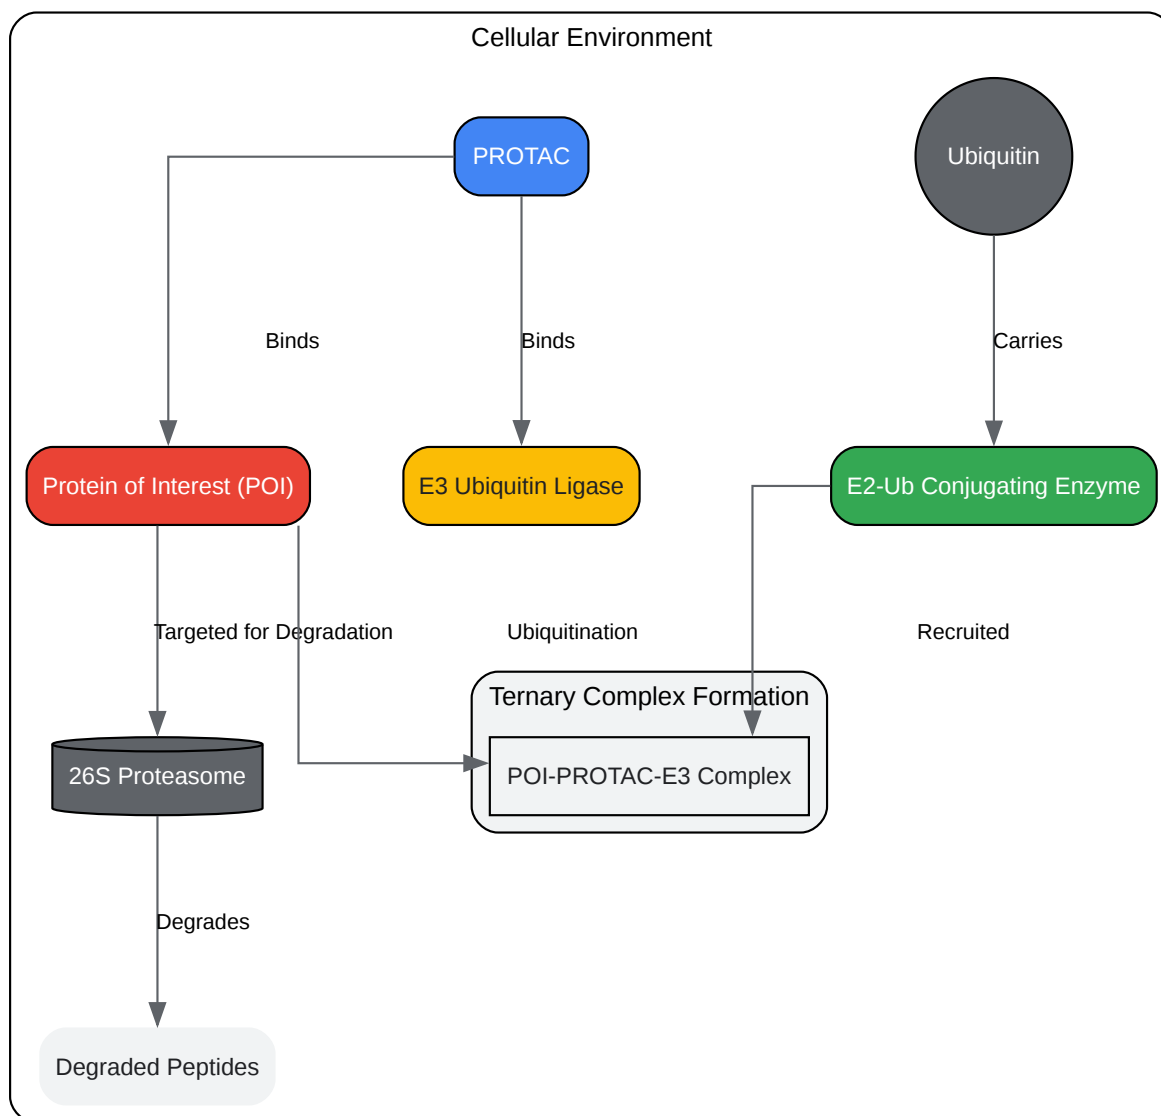 Cellular Environment
PROTAC
Ubiquitin
Binds
Binds
Carries
Protein of Interest (POI)
E3 Ubiquitin Ligase
E2-Ub Conjugating Enzyme
Targeted for Degradation
Ubiquitination
Recruited
Ternary Complex Formation
26S Proteasome
POI-PROTAC-E3 Complex
Degrades
Degraded Peptides